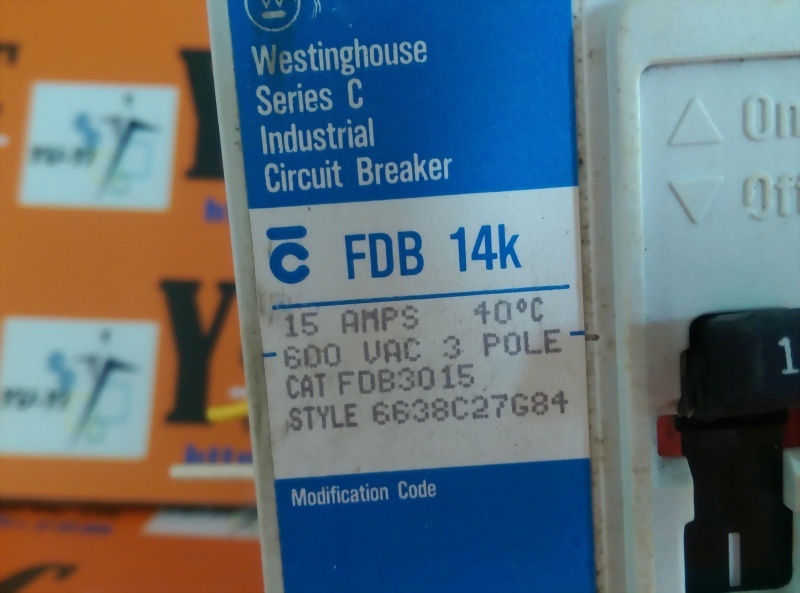 Westinghouse
Series C
Industrial
Circuit Breaker
C FDB 14k
15 AMPS 40°C
600 VAC 3 POLE
CAT FDB3015
STYLE 6638C27G84
Modification Code
On
Off
1